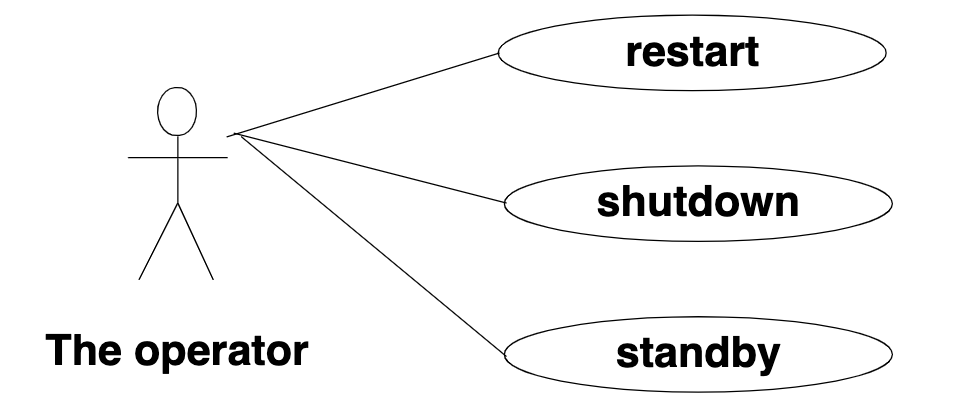 restart
shutdown
The operator
standby